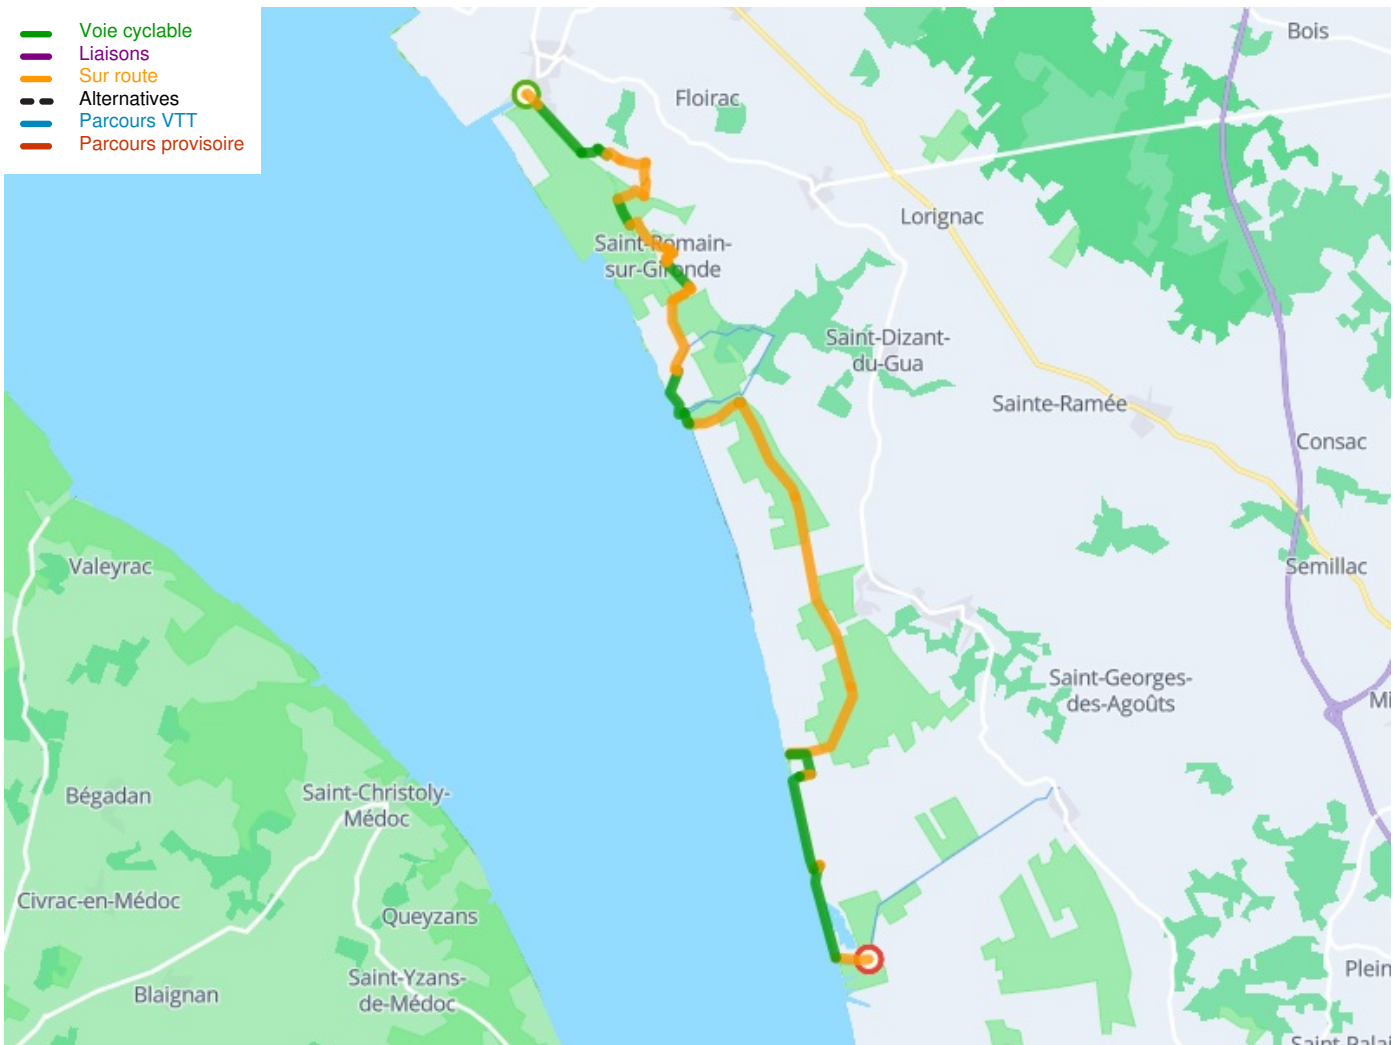 Voie cyclable
Liaisons
Sur route
Alternatives
Parcours VTT
Parcours provisoire
Bois
Floirac
Lorignac
Saint-Romain-
sur-Gironde
Saint-Dizant-
du-Gua
Sainte-Ramée
Consac
Valeyrac
Semillac
Saint-Georges-
des-Agoûts
Mi
Bégadan
Saint-Christoly-
Médoc
Civrac-en-Médoc
Queyzans
Saint-Yzans-
de-Médoc
Blaignan
Plein